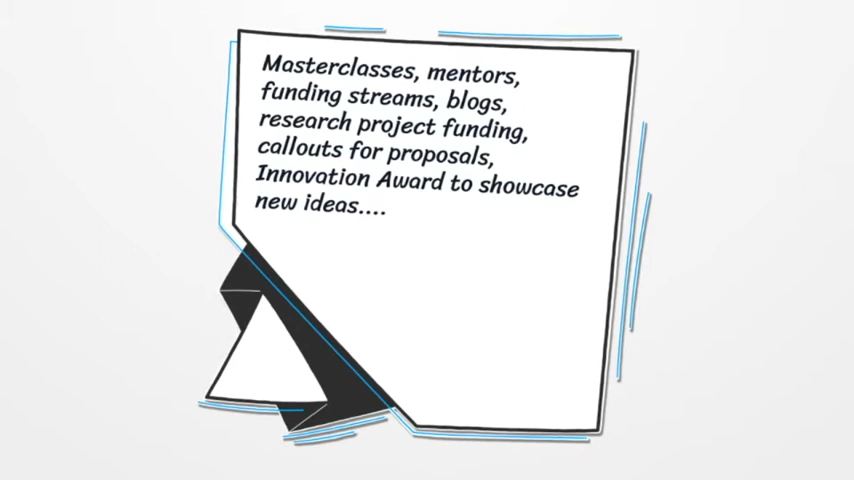 Masterclasses, mentors,
funding streams, blogs,
research project funding,
callouts for proposals,
Innovation Award to showcase
new ideas....